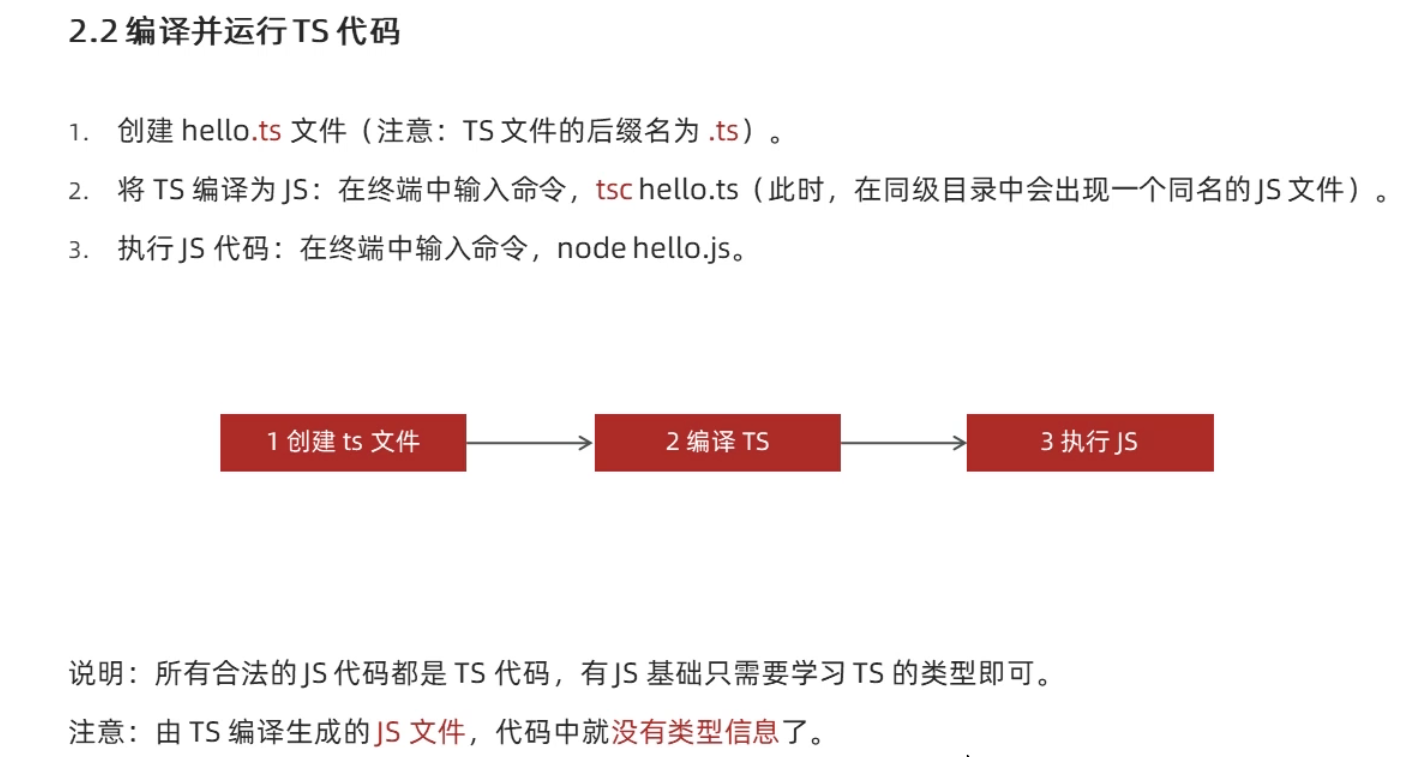 2.2 编译并运行 TS 代码
1. 创建 hello.ts 文件（注意：TS 文件的后缀名为 .ts）。
2. 将 TS 编译为 JS：在终端中输入命令，tsc hello.ts（此时，在同级目录中会出现一个同名的 JS 文件）。
3. 执行 JS 代码：在终端中输入命令，node hello.js。
1 创建 ts 文件
2 编译 TS
3 执行 JS
说明：所有合法的 JS 代码都是 TS 代码，有 JS 基础只需要学习 TS 的类型即可。
注意：由 TS 编译生成的 JS 文件，代码中就没有类型信息了。